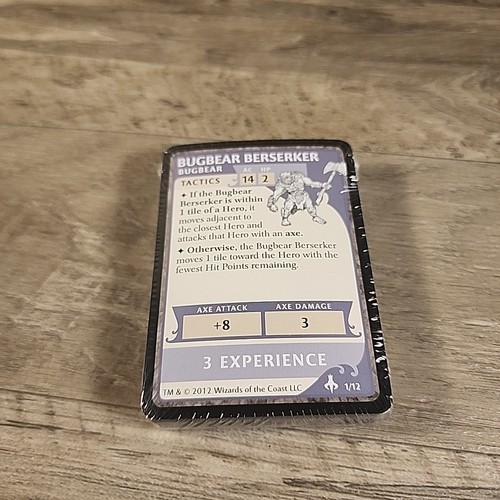 BUGBEAR BERSERKER
BUGBEAR
AC HP
TACTICS 14 2
✦ If the Bugbear
Berserker is within
1 tile of a Hero, it
moves adjacent to
the closest Hero and
attacks that Hero with an axe.
✦ Otherwise, the Bugbear Berserker
moves 1 tile toward the Hero with the
fewest Hit Points remaining.
AXE ATTACK AXE DAMAGE
+8 3
3 EXPERIENCE
TM & © 2012 Wizards of the Coast LLC 1/12